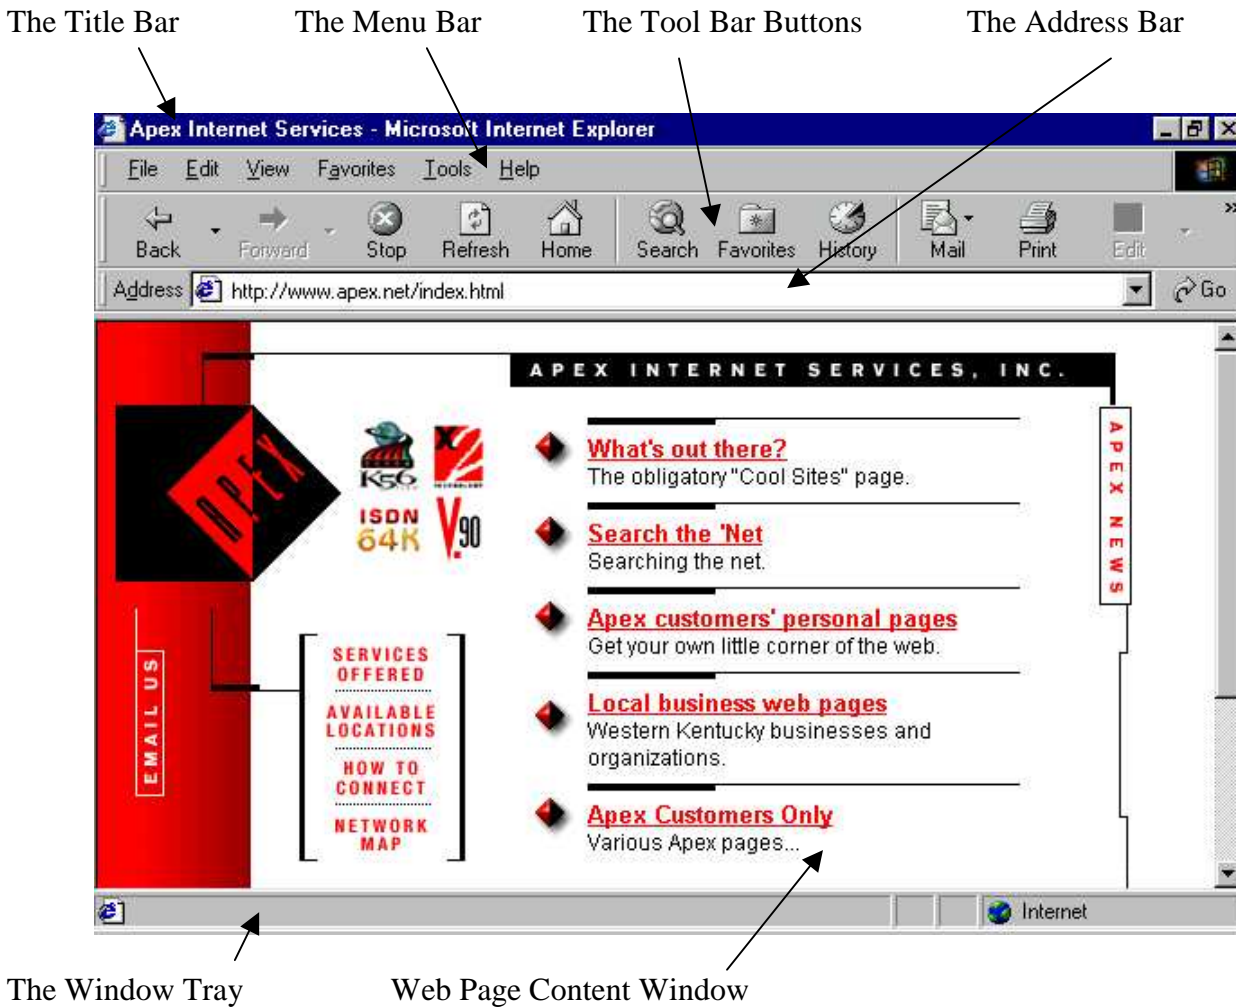 The Title Bar The Menu Bar The Tool Bar Buttons The Address Bar
Apex Internet Services - Microsoft Internet Explorer
File Edit View Favorites Tools Help
Back Forward Stop Refresh Home Search Favorites History Mail Print Edit
Address http://www.apex.net/index.html Go
APEX INTERNET SERVICES, INC.
APEX
K56
X2
ISDN
64K
V.90
What's out there?
The obligatory "Cool Sites" page.
Search the 'Net
Searching the net.
Apex customers' personal pages
Get your own little corner of the web.
Local business web pages
Western Kentucky businesses and
organizations.
Apex Customers Only
Various Apex pages...
APEX NEWS
EMAIL US
SERVICES
OFFERED
AVAILABLE
LOCATIONS
HOW TO
CONNECT
NETWORK
MAP
Internet
The Window Tray Web Page Content Window